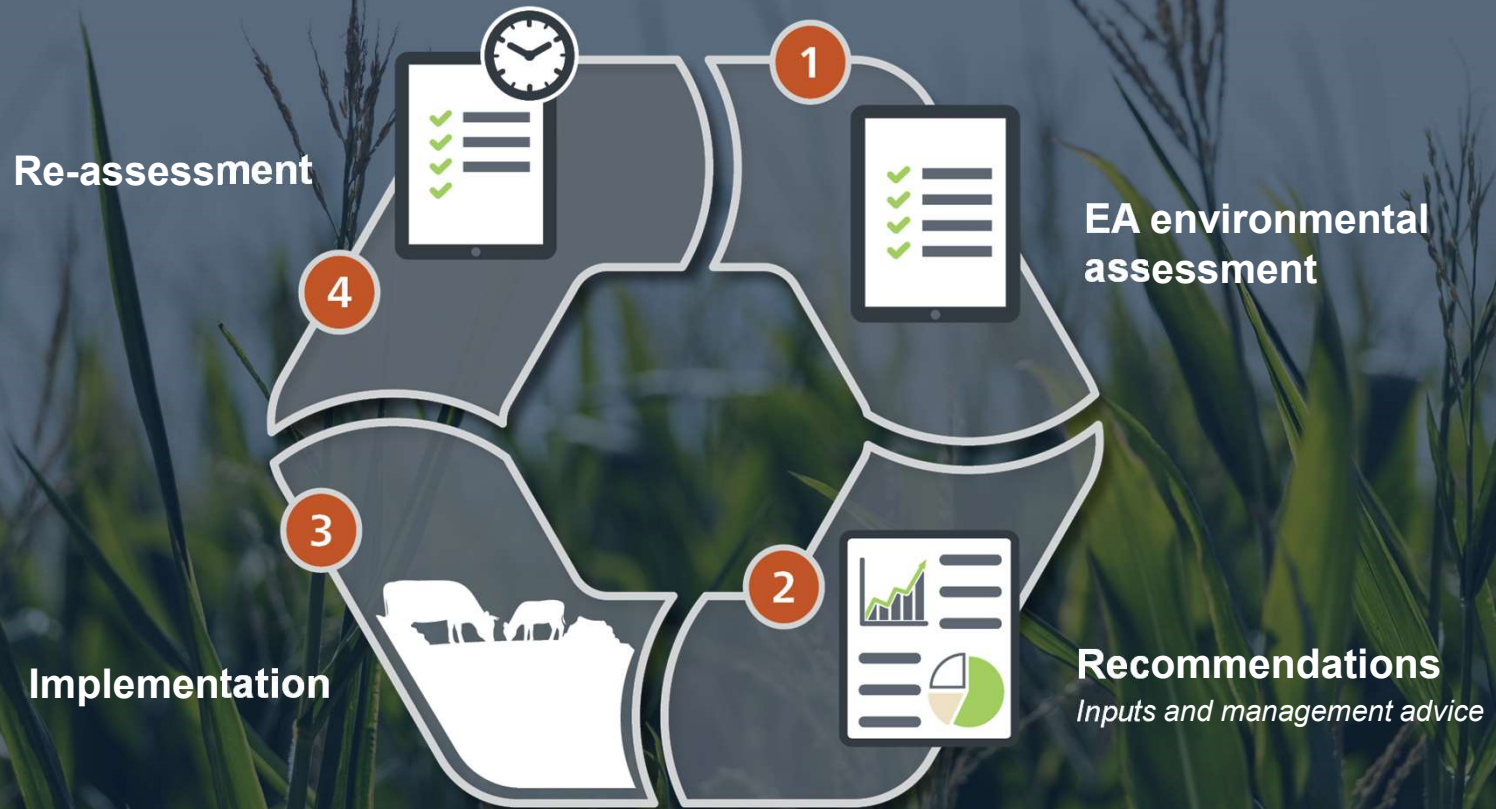 1
EA environmental
assessment
2
Recommendations
Inputs and management advice
3
Implementation
4
Re-assessment